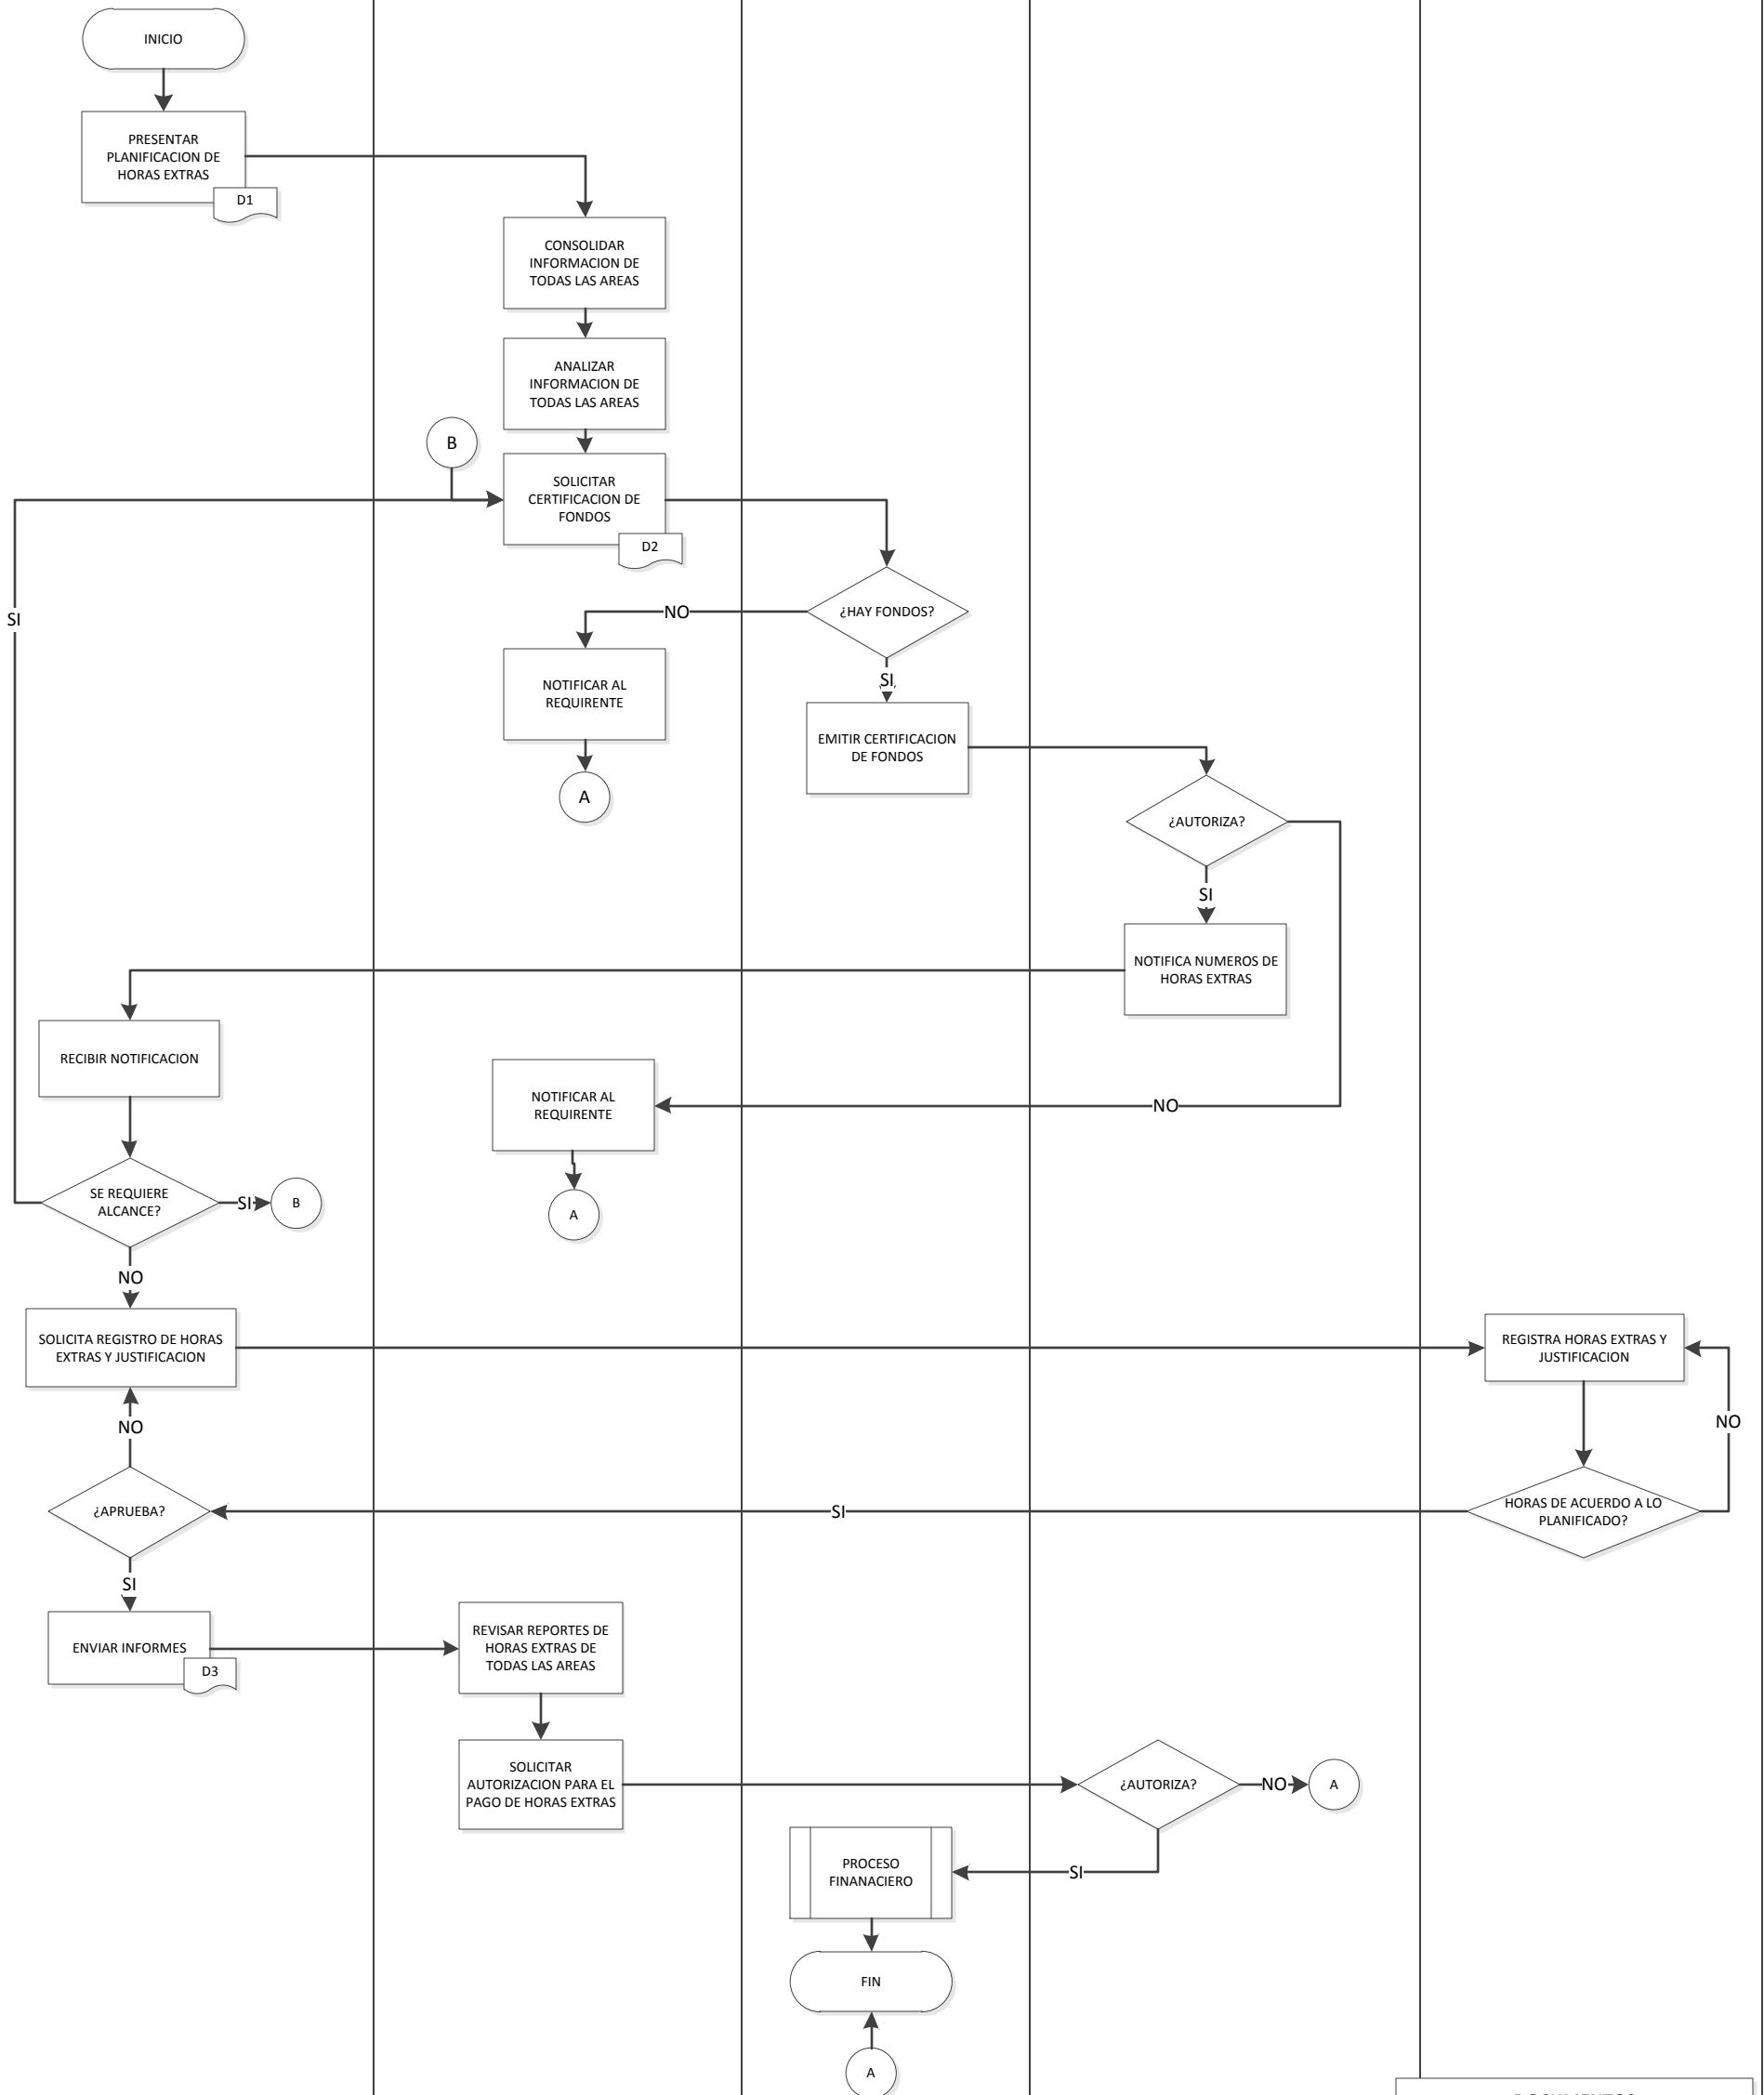 INICIO
PRESENTAR
PLANIFICACION DE
HORAS EXTRAS
D1
CONSOLIDAR
INFORMACION DE
TODAS LAS AREAS
ANALIZAR
INFORMACION DE
TODAS LAS AREAS
B
SOLICITAR
CERTIFICACION DE
FONDOS
D2
SI
¿HAY FONDOS?
NO
SI
NOTIFICAR AL
REQUIRENTE
A
EMITIR CERTIFICACION
DE FONDOS
¿AUTORIZA?
SI
NOTIFICA NUMEROS DE
HORAS EXTRAS
RECIBIR NOTIFICACION
NOTIFICAR AL
REQUIRENTE
NO
A
SE REQUIERE
ALCANCE?
SI
B
NO
SOLICITA REGISTRO DE HORAS
EXTRAS Y JUSTIFICACION
REGISTRA HORAS EXTRAS Y
JUSTIFICACION
NO
NO
¿APRUEBA?
SI
HORAS DE ACUERDO A LO
PLANIFICADO?
SI
ENVIAR INFORMES
D3
REVISAR REPORTES DE
HORAS EXTRAS DE
TODAS LAS AREAS
SOLICITAR
AUTORIZACION PARA EL
PAGO DE HORAS EXTRAS
¿AUTORIZA?
NO
A
SI
PROCESO
FINANACIERO
FIN
A